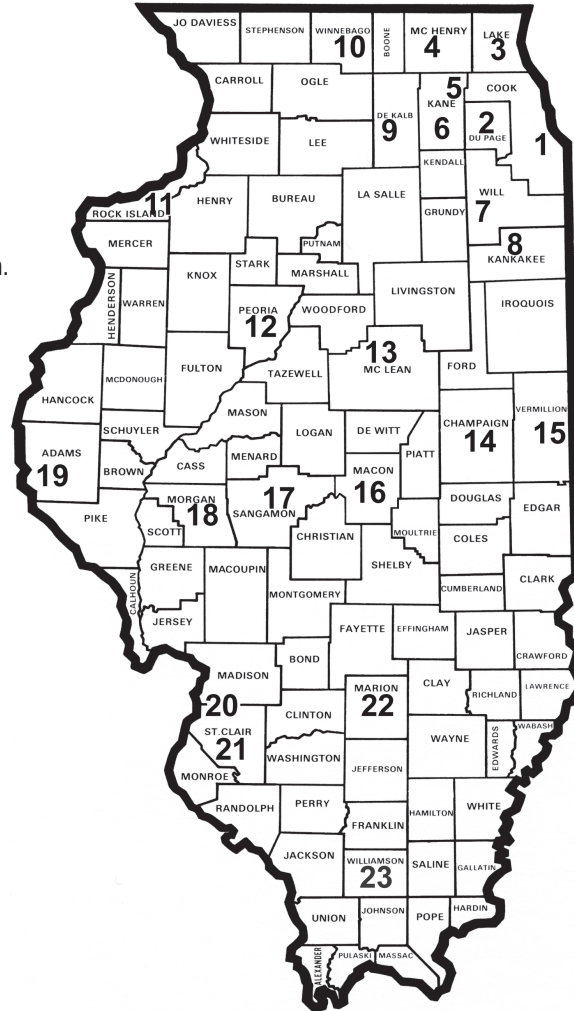 JO DAVIESS
STEPHENSON
WINNEBAGO
10
BOONE
MC HENRY
4
LAKE
3
CARROLL
OGLE
DE KALB
9
5
KANE
6
COOK
2
DU PAGE
1
WHITESIDE
LEE
KENDALL
n.
11
ROCK ISLAND
HENRY
BUREAU
LA SALLE
GRUNDY
WILL
7
8
KANKAKEE
MERCER
PUTNAM
KNOX
STARK
MARSHALL
LIVINGSTON
IROQUOIS
HENDERSON
WARREN
PEORIA
12
WOODFORD
13
MC LEAN
FORD
HANCOCK
MCDONOUGH
FULTON
TAZEWELL
MASON
SCHUYLER
LOGAN
DE WITT
CHAMPAIGN
14
VERMILLION
15
ADAMS
19
BROWN
CASS
MENARD
PIATT
MACON
16
MORGAN
18
17
SANGAMON
DOUGLAS
EDGAR
PIKE
SCOTT
CHRISTIAN
MOULTRIE
COLES
GREENE
MACOUPIN
SHELBY
CUMBERLAND
CLARK
CALHOUN
JERSEY
MONTGOMERY
FAYETTE
EFFINGHAM
JASPER
CRAWFORD
BOND
MADISON
20
MARION
22
CLAY
RICHLAND
LAWRENCE
CLINTON
ST.CLAIR
21
WABASH
WAYNE
EDWARDS
WASHINGTON
MONROE
JEFFERSON
RANDOLPH
PERRY
HAMILTON
WHITE
FRANKLIN
JACKSON
WILLIAMSON
23
SALINE
GALLATIN
UNION
JOHNSON
POPE
HARDIN
ALEXANDER
PULASKI
MASSAC